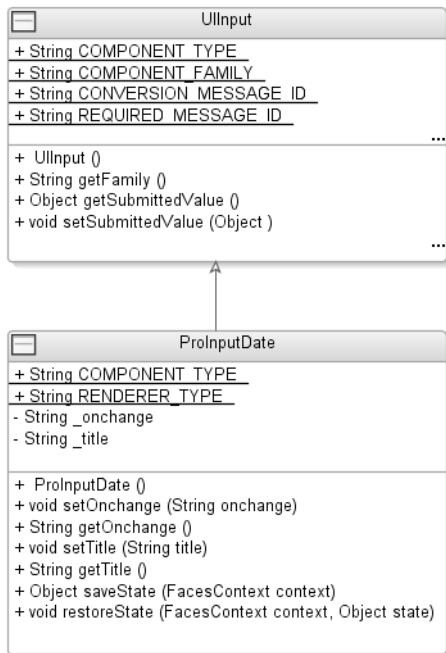 UIInput
+ String COMPONENT_TYPE
+ String COMPONENT_FAMILY
+ String CONVERSION_MESSAGE_ID
+ String REQUIRED_MESSAGE_ID
...
+ UIInput ()
+ String getFamily ()
+ Object getSubmittedValue ()
+ void setSubmittedValue (Object )
...
ProInputDate
+ String COMPONENT_TYPE
+ String RENDERER_TYPE
- String _onchange
- String _title
+ ProInputDate ()
+ void setOnchange (String onchange)
+ String getOnchange ()
+ void setTitle (String title)
+ String getTitle ()
+ Object saveState (FacesContext context)
+ void restoreState (FacesContext context, Object state)